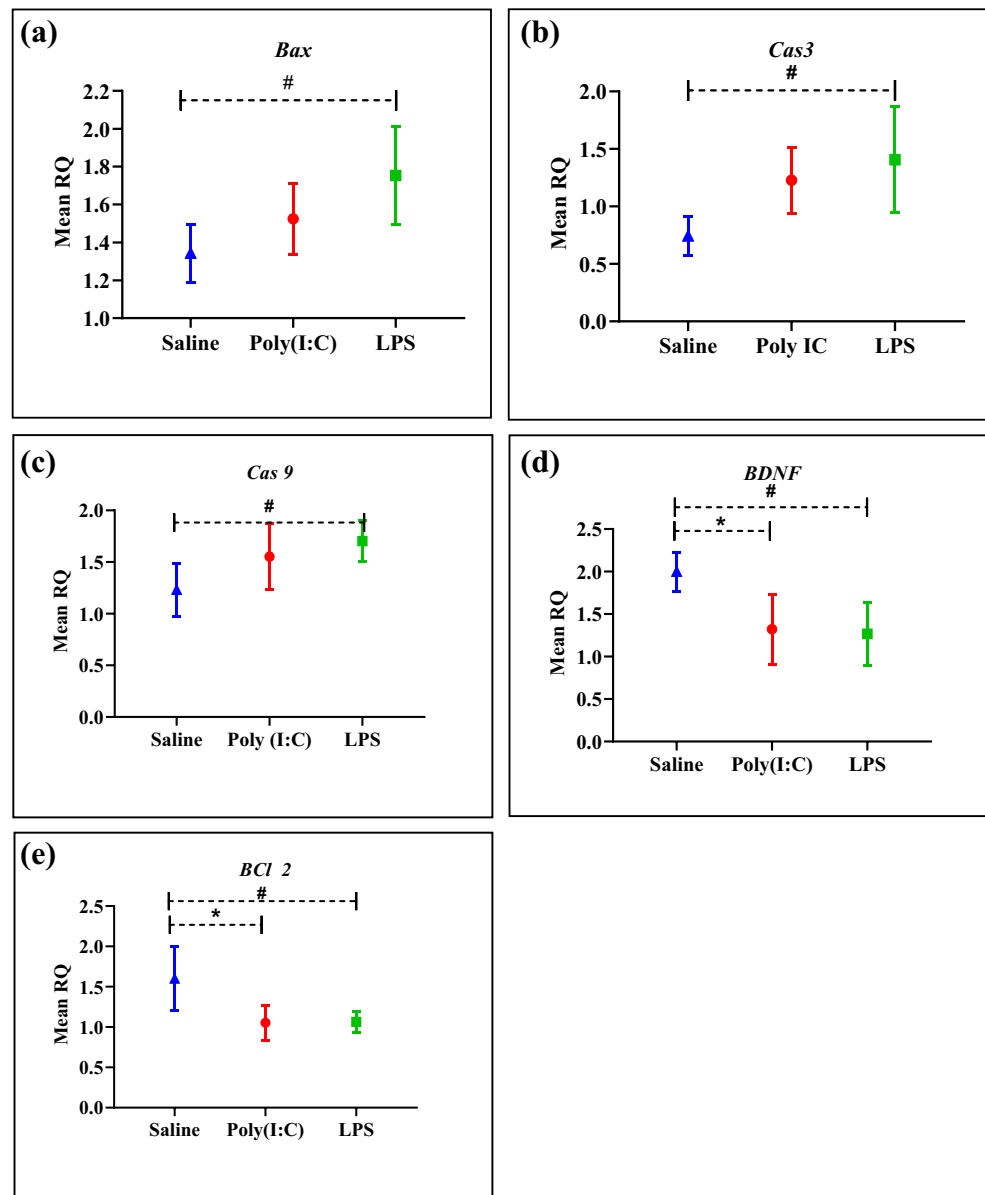 (a)
Bax
#
Mean RQ
2.2
2.0
1.8
1.6
1.4
1.2
1.0
Saline Poly(I:C) LPS
(b)
Cas3
#
Mean RQ
2.0
1.5
1.0
0.5
0.0
Saline Poly IC LPS
(c)
Cas 9
#
Mean RQ
2.0
1.5
1.0
0.5
0.0
Saline Poly (I:C) LPS
(d)
BDNF
#
*
Mean RQ
2.5
2.0
1.5
1.0
0.5
0.0
Saline Poly(I:C) LPS
(e)
BCl 2
#
*
Mean RQ
2.5
2.0
1.5
1.0
0.5
0.0
Saline Poly(I:C) LPS